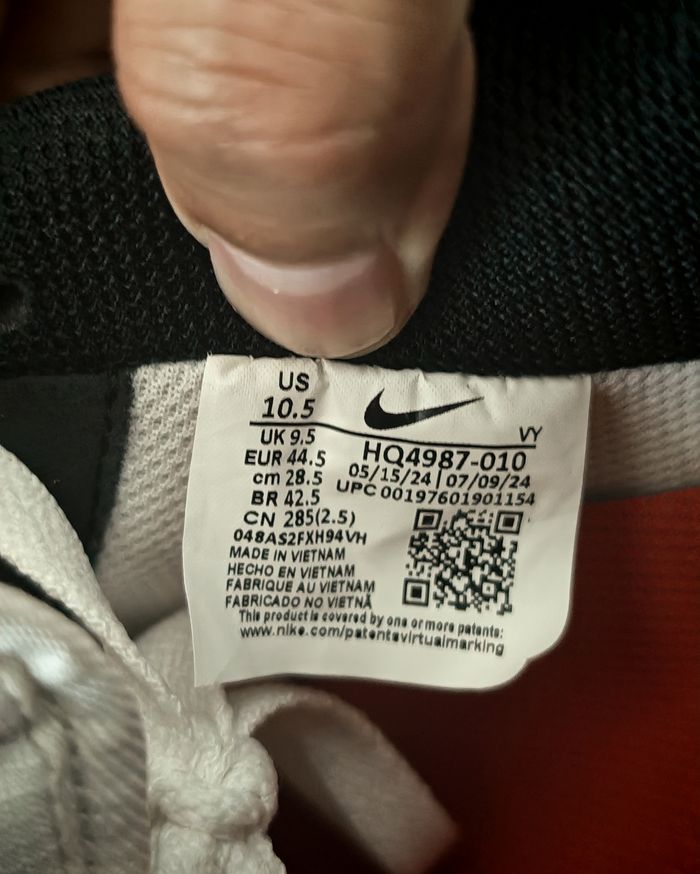 US
10.5
VY
UK 9.5
HQ4987-010
EUR 44.5
05/15/24 | 07/09/24
cm 28.5
UPC 00197601901154
BR 42.5
CN 285(2.5)
048AS2FXH94VH
MADE IN VIETNAM
HECHO EN VIETNAM
FABRIQUE AU VIETNAM
FABRICADO NO VIETNÃ
This product is covered by one or more patents:
www.nike.com/patentsvirtualmarking